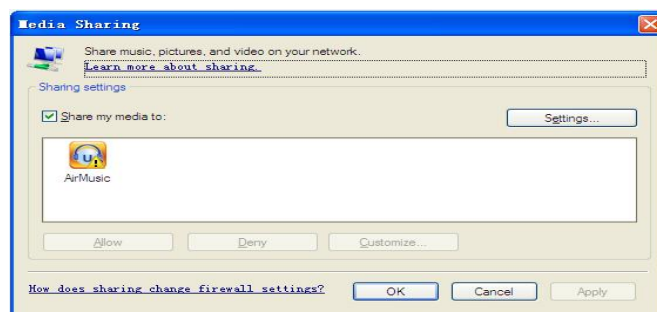 Media Sharing
Share music, pictures, and video on your network.
Learn more about sharing.
Sharing settings
Share my media to:
Settings...
U
AirMusic
Allow
Deny
Customize...
How does sharing change firewall settings?
OK
Cancel
Apply